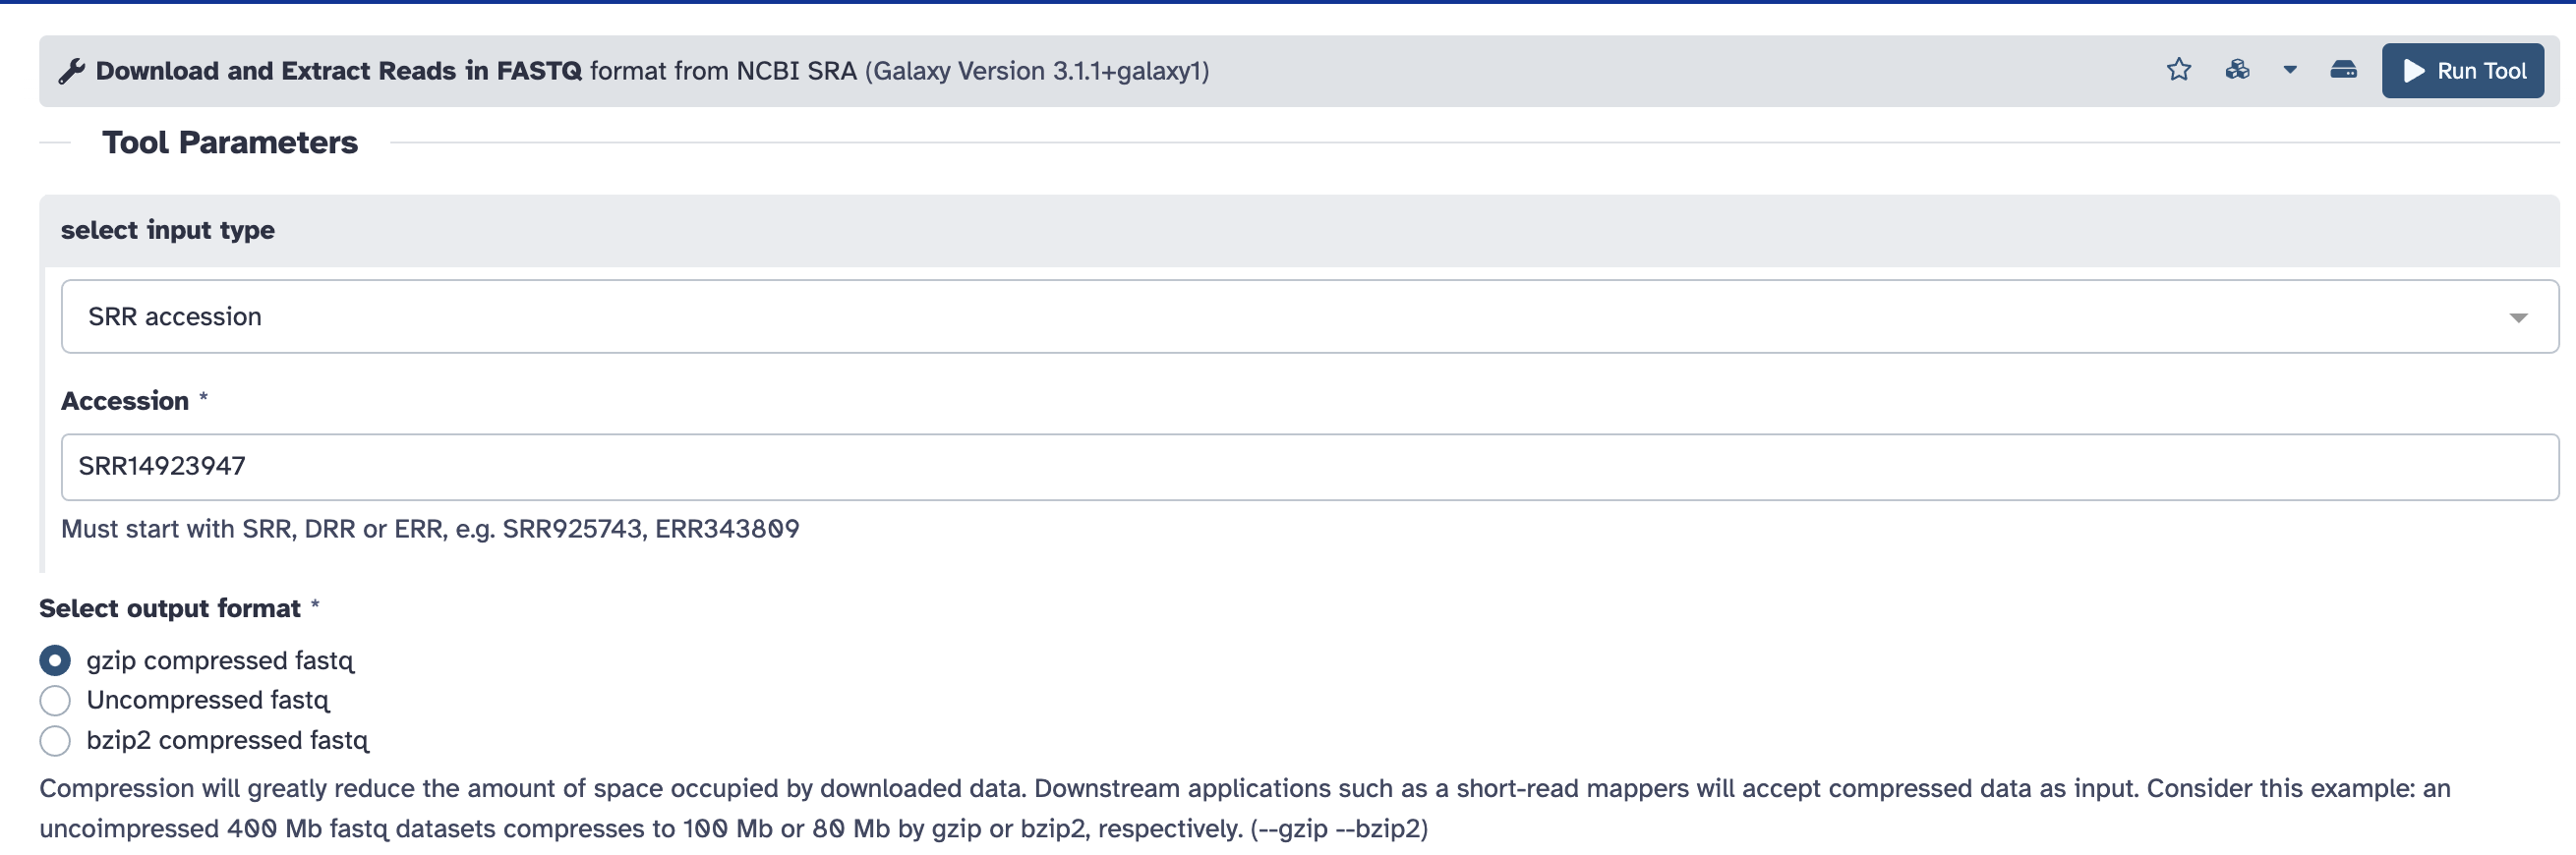 Download and Extract Reads in FASTQ format from NCBI SRA (Galaxy Version 3.1.1+galaxy1)
Run Tool
Tool Parameters
select input type
SRR accession
Accession *
SRR14923947
Must start with SRR, DRR or ERR, e.g. SRR925743, ERR343809
Select output format *
gzip compressed fastq
Uncompressed fastq
bzip2 compressed fastq
Compression will greatly reduce the amount of space occupied by downloaded data. Downstream applications such as a short-read mappers will accept compressed data as input. Consider this example: an
uncoimpressed 400 Mb fastq datasets compresses to 100 Mb or 80 Mb by gzip or bzip2, respectively. (--gzip --bzip2)